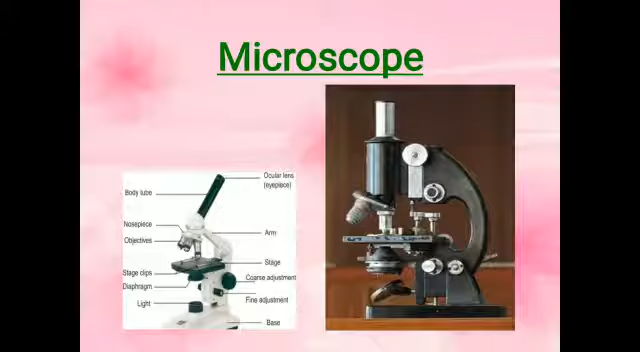 Microscope
Ocular lens
(eyepiece)
Body tube
Nosepiece
Arm
Objectives
Stage
Stage clips
Coarse adjustment
Diaphragm
Fine adjustment
Light
Base